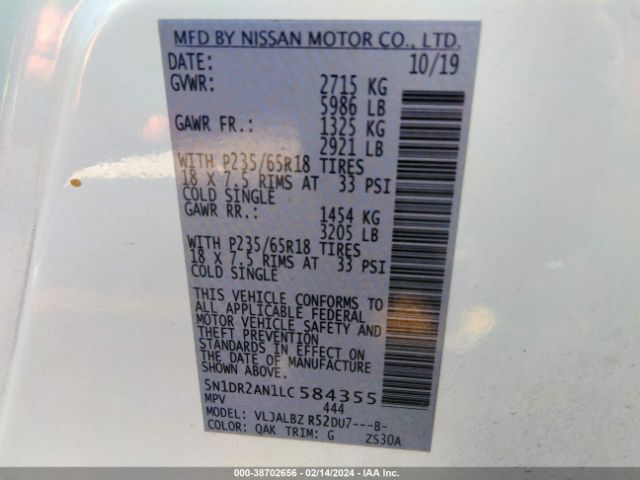 MFD BY NISSAN MOTOR CO., LTD.
DATE: 10/19
GVWR: 2715 KG
5986 LB
GAWR FR.: 1325 KG
2921 LB
WITH P235/65R18 TIRES
18 X 7.5 RIMS AT 33 PSI
COLD SINGLE
GAWR RR.: 1454 KG
3205 LB
WITH P235/65R18 TIRES
18 X 7.5 RIMS AT 33 PSI
COLD SINGLE
THIS VEHICLE CONFORMS TO
ALL APPLICABLE FEDERAL
MOTOR VEHICLE SAFETY AND
THEFT PREVENTION
STANDARDS IN EFFECT ON
THE DATE OF MANUFACTURE
SHOWN ABOVE.
5N1DR2AN1LC584355
MPV 444
MODEL: VLJALBZ R52DU7---B-
COLOR: QAK TRIM: G ZS30A
000-38702656 - 02/14/2024 - IAA Inc.